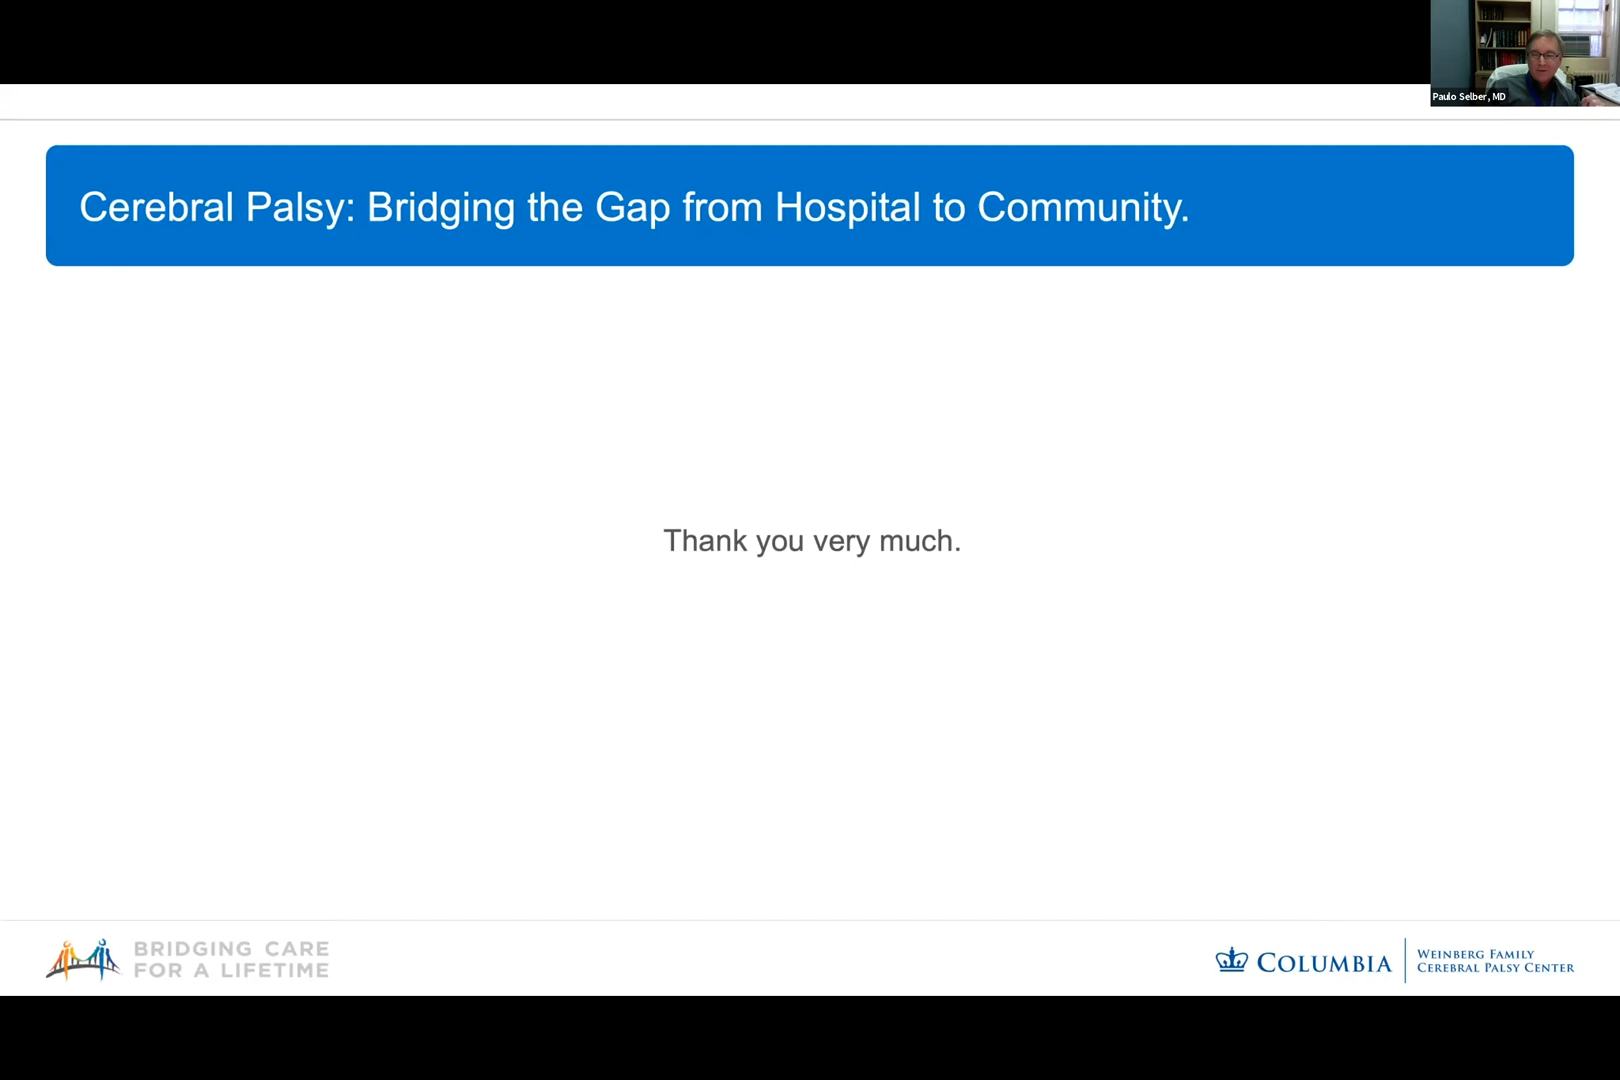 Paulo Selber, MD
Cerebral Palsy: Bridging the Gap from Hospital to Community.
Thank you very much.
BRIDGING CARE
FOR A LIFETIME
COLUMBIA
WEINBERG FAMILY
CEREBRAL PALSY CENTER